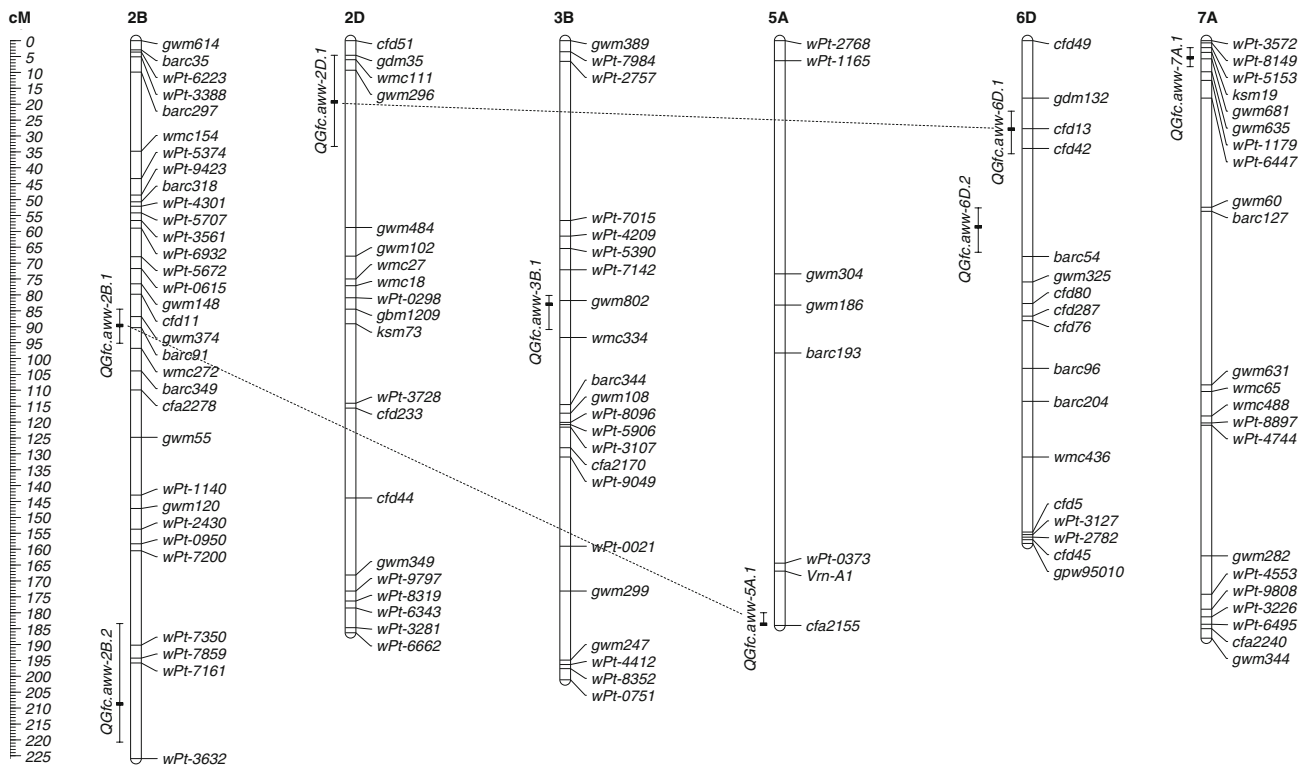 cM
0
5
10
15
20
25
30
35
40
45
50
55
60
65
70
75
80
85
90
95
100
105
110
115
120
125
130
135
140
145
150
155
160
165
170
175
180
185
190
195
200
205
210
215
220
225
2B
gwm614
barc35
wPt-6223
wPt-3388
barc297
wmc154
wPt-5374
wPt-9423
barc318
wPt-4301
wPt-5707
wPt-3561
wPt-6932
wPt-5672
wPt-0615
gwm148
cfd11
gwm374
barc91
wmc272
barc349
cfa2278
gwm55
wPt-1140
gwm120
wPt-2430
wPt-0950
wPt-7200
wPt-7350
wPt-7859
wPt-7161
wPt-3632
QGfc.aww-2B.1
QGfc.aww-2B.2
2D
cfd51
gdm35
wmc111
gwm296
gwm484
gwm102
wmc27
wmc18
wPt-0298
gbm1209
ksm73
wPt-3728
cfd233
cfd44
gwm349
wPt-9797
wPt-8319
wPt-6343
wPt-3281
wPt-6662
QGfc.aww-2D.1
3B
gwm389
wPt-7984
wPt-2757
wPt-7015
wPt-4209
wPt-5390
wPt-7142
gwm802
wmc334
barc344
gwm108
wPt-8096
wPt-5906
wPt-3107
cfa2170
wPt-9049
wPt-0021
gwm299
gwm247
wPt-4412
wPt-8352
wPt-0751
QGfc.aww-3B.1
5A
wPt-2768
wPt-1165
gwm304
gwm186
barc193
wPt-0373
Vrn-A1
cfa2155
QGfc.aww-5A.1
6D
cfd49
gdm132
cfd13
cfd42
barc54
gwm325
cfd80
cfd287
cfd76
barc96
barc204
wmc436
cfd5
wPt-3127
wPt-2782
cfd45
gpw95010
QGfc.aww-6D.1
QGfc.aww-6D.2
7A
wPt-3572
wPt-8149
wPt-5153
ksm19
gwm681
gwm635
wPt-1179
wPt-6447
gwm60
barc127
gwm631
wmc65
wmc488
wPt-8897
wPt-4744
gwm282
wPt-4553
wPt-9808
wPt-3226
wPt-6495
cfa2240
gwm344
QGfc.aww-7A.1